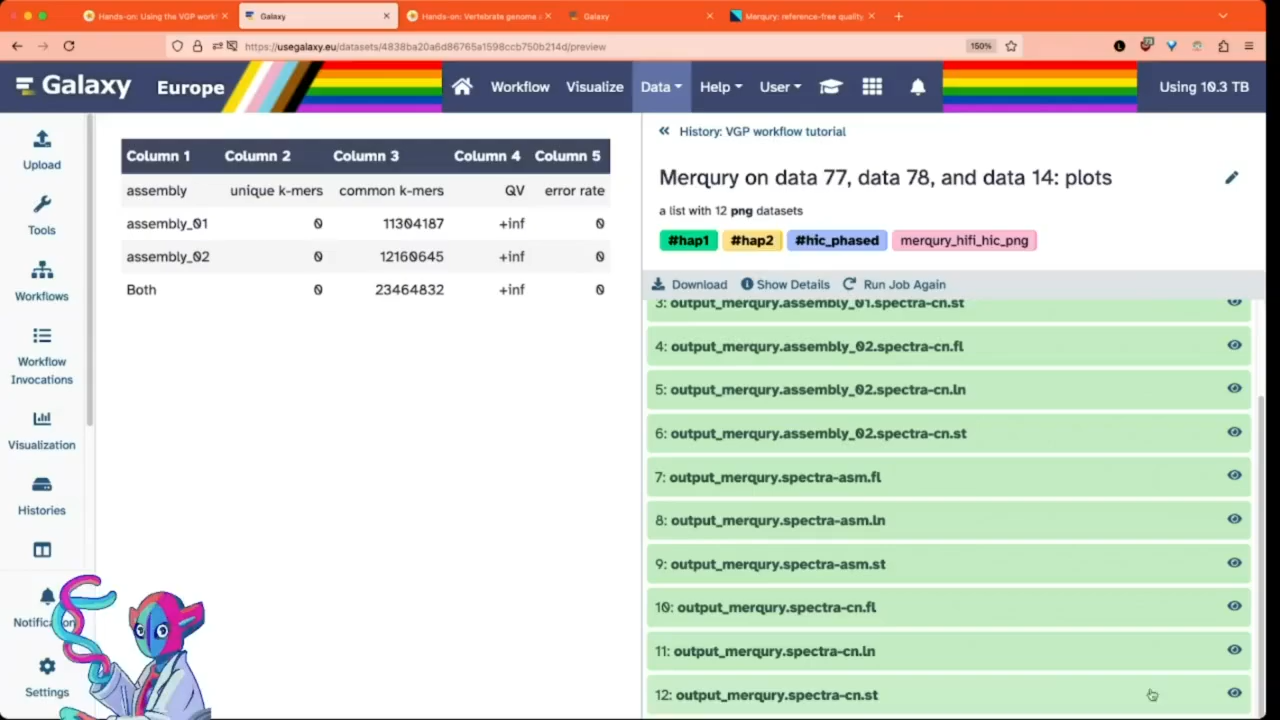 Hands-on: Using the VGP work
Galaxy
Hands-on: Vertebrate genome
Galaxy
Merqury: reference-free quality
https://usegalaxy.eu/datasets/4838ba20a6d86765a1598ccb750b214d/preview
150%
Galaxy Europe
Workflow
Visualize
Data
Help
User
Using 10.3 TB
Upload
Tools
Workflows
Workflow
Invocations
Visualization
Histories
Settings
Column 1 Column 2 Column 3 Column 4 Column 5
assembly unique k-mers common k-mers QV error rate
assembly_01 0 11304187 +inf 0
assembly_02 0 12160645 +inf 0
Both 0 23464832 +inf 0
History: VGP workflow tutorial
Merqury on data 77, data 78, and data 14: plots
a list with 12 png datasets
#hap1 #hap2 #hic_phased merqury_hifi_hic_png
Download Show Details Run Job Again
3: output_merqury.assembly_01.spectra-cn.st
4: output_merqury.assembly_02.spectra-cn.fl
5: output_merqury.assembly_02.spectra-cn.ln
6: output_merqury.assembly_02.spectra-cn.st
7: output_merqury.spectra-asm.fl
8: output_merqury.spectra-asm.ln
9: output_merqury.spectra-asm.st
10: output_merqury.spectra-cn.fl
11: output_merqury.spectra-cn.ln
12: output_merqury.spectra-cn.st